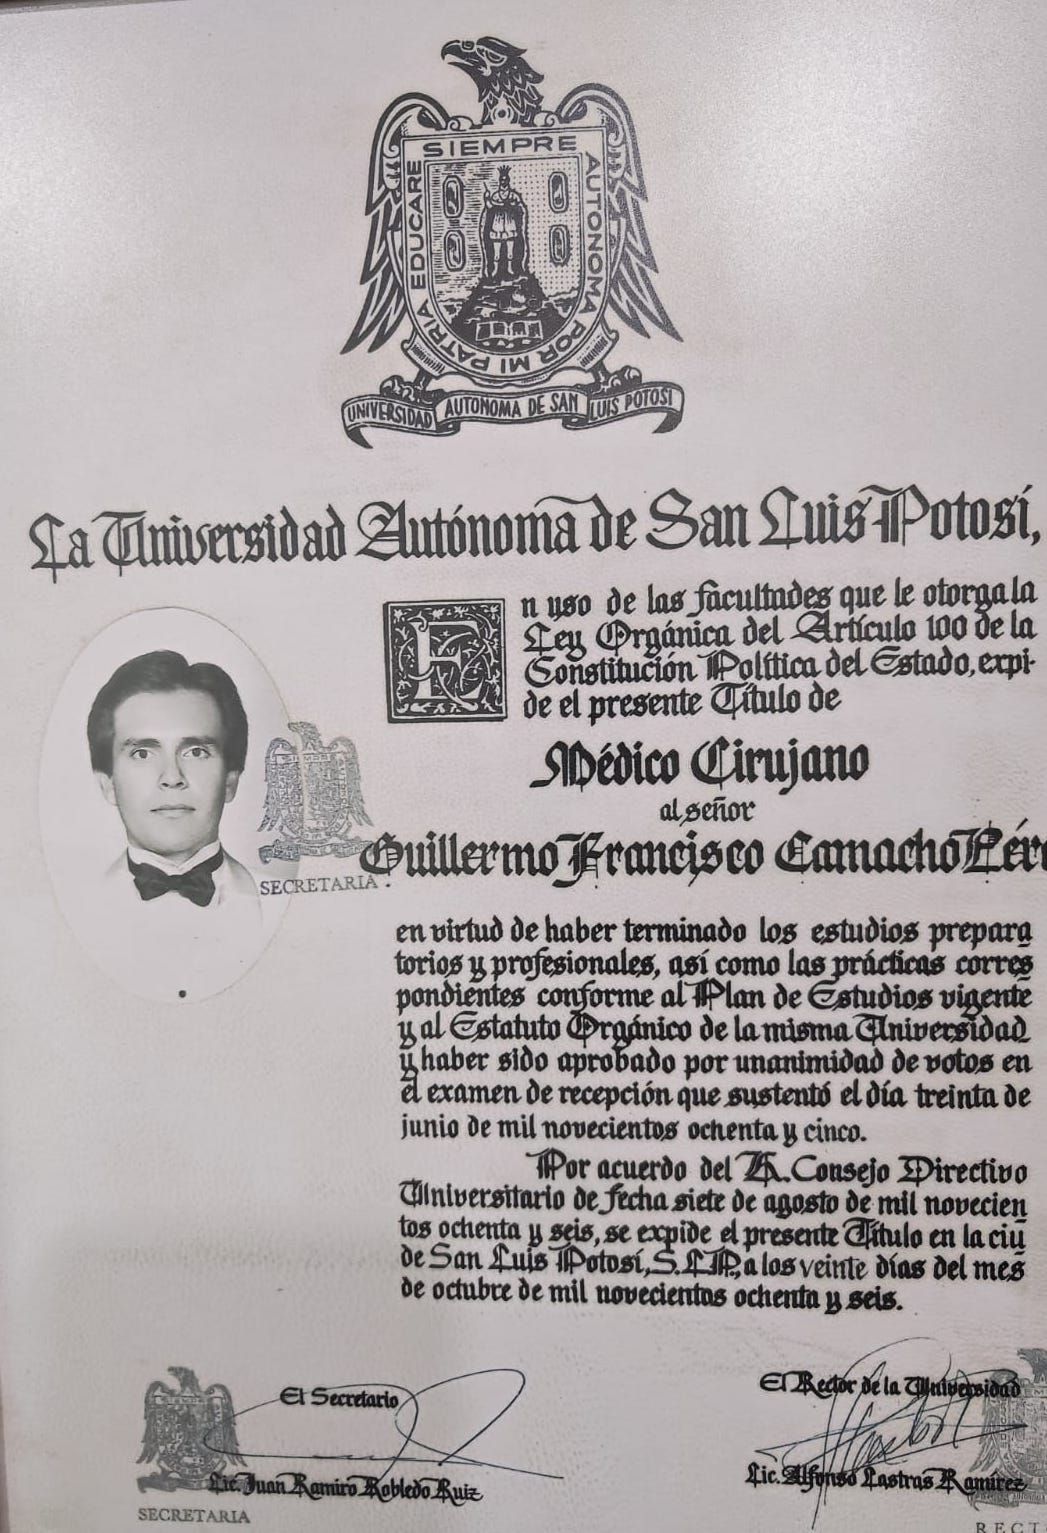 EDUCARE SIEMPRE AUTONOMA POR MI PATRIA
UNIVERSIDAD AUTONOMA DE SAN LUIS POTOSI
La Universidad Autónoma de San Luis Potosí,
En uso de las facultades que le otorga la
Ley Orgánica del Artículo 100 de la
Constitución Política del Estado, expi-
de el presente Título de
Médico Cirujano
al señor
Guillermo Francisco Camacho
SECRETARIA.
en virtud de haber terminado los estudios prepara
torios y profesionales, así como las prácticas corres
pondientes conforme al Plan de Estudios vigente
y al Estatuto Orgánico de la misma Universidad
y haber sido aprobado por unanimidad de votos en
el examen de recepción que sustentó el día treinta de
junio de mil novecientos ochenta y cinco.
Por acuerdo del H. Consejo Directivo
Universitario de fecha siete de agosto de mil novecien
tos ochenta y seis, se expide el presente Título en la ciu
de San Luis Potosí, S.L.P., a los veinte días del mes
de octubre de mil novecientos ochenta y seis.
El Secretario
Lic. Juan Ramiro Robledo Ruiz
SECRETARIA
El Rector de la Universidad
Lic. Alfonso Lastras Ramírez